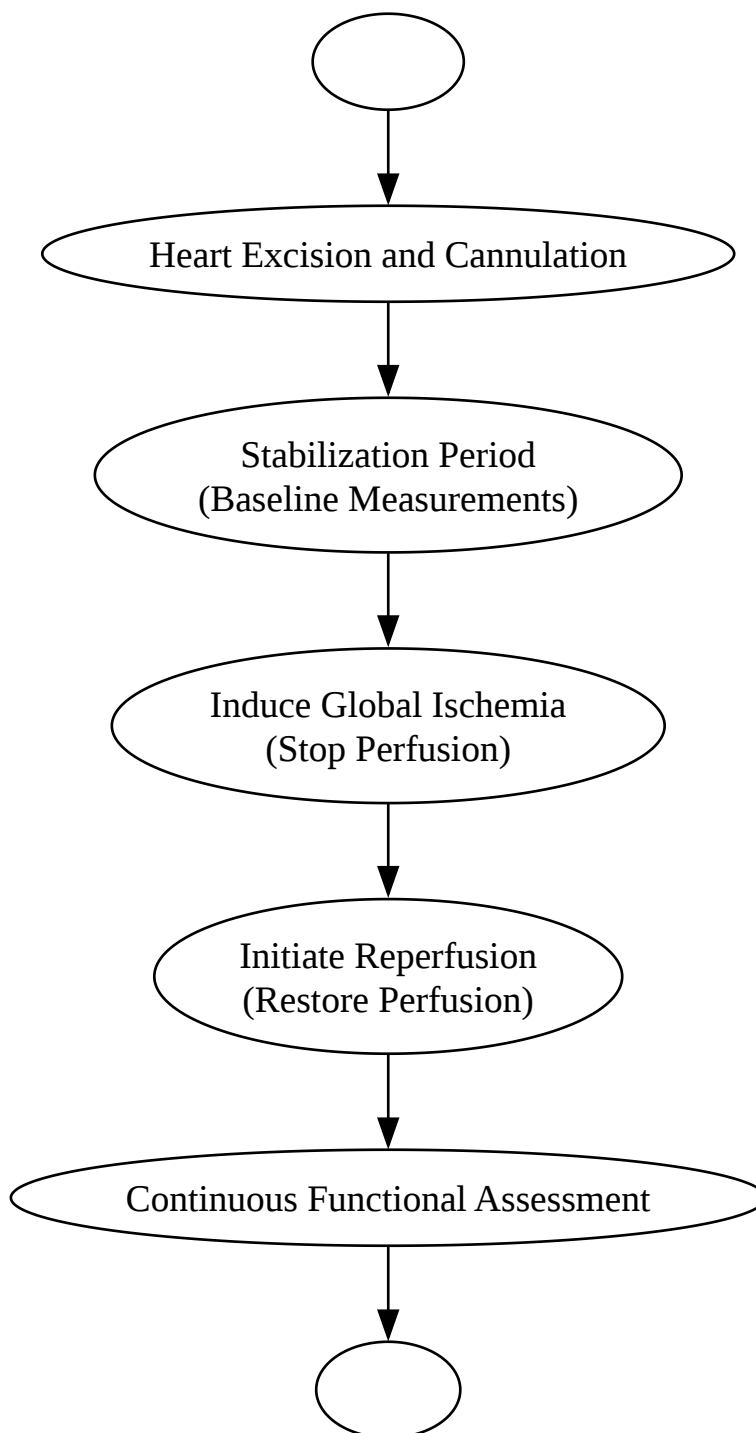 Heart Excision and Cannulation
Stabilization Period
(Baseline Measurements)
Induce Global Ischemia
(Stop Perfusion)
Initiate Reperfusion
(Restore Perfusion)
Continuous Functional Assessment